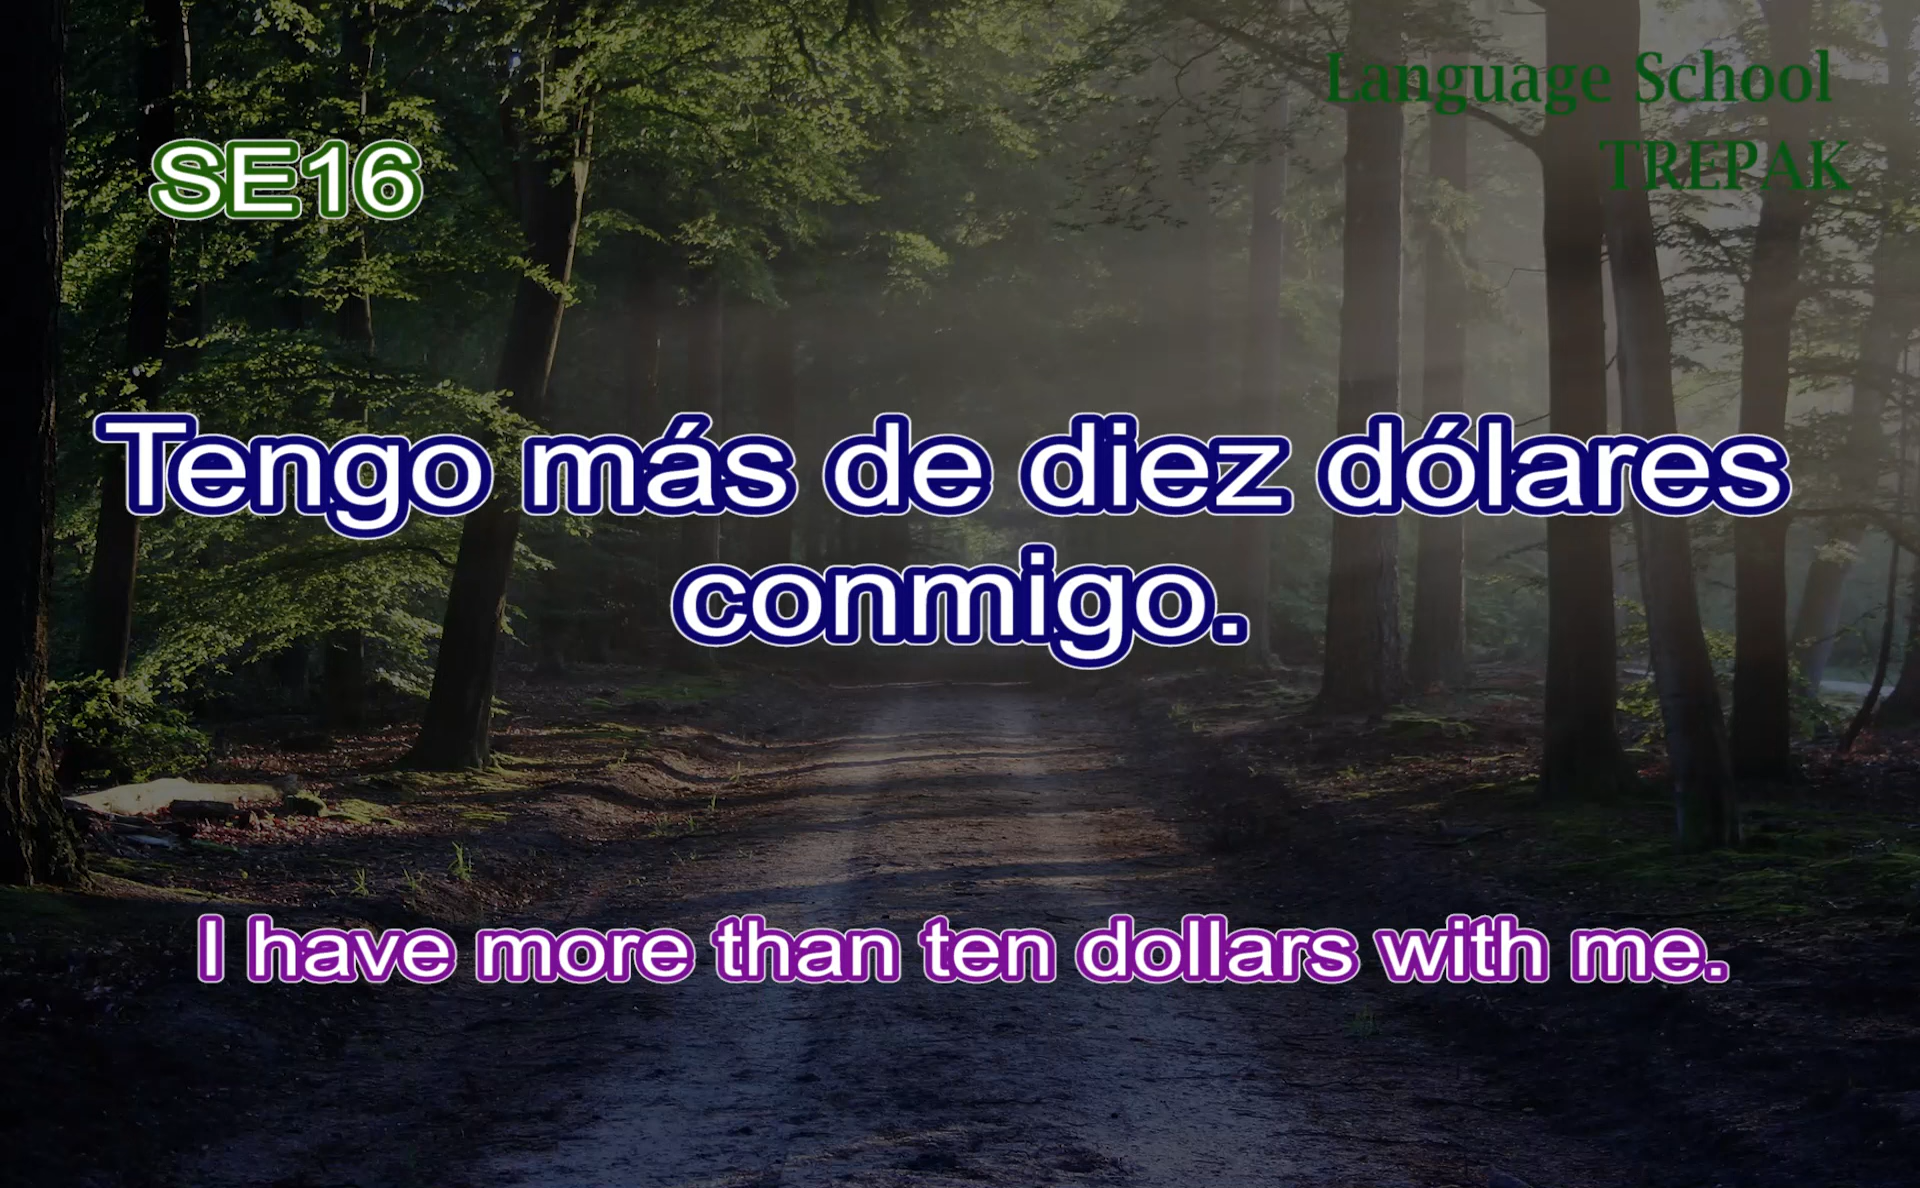 Language School
TREPAK
SE16
Tengo más de diez dólares
conmigo.
I have more than ten dollars with me.